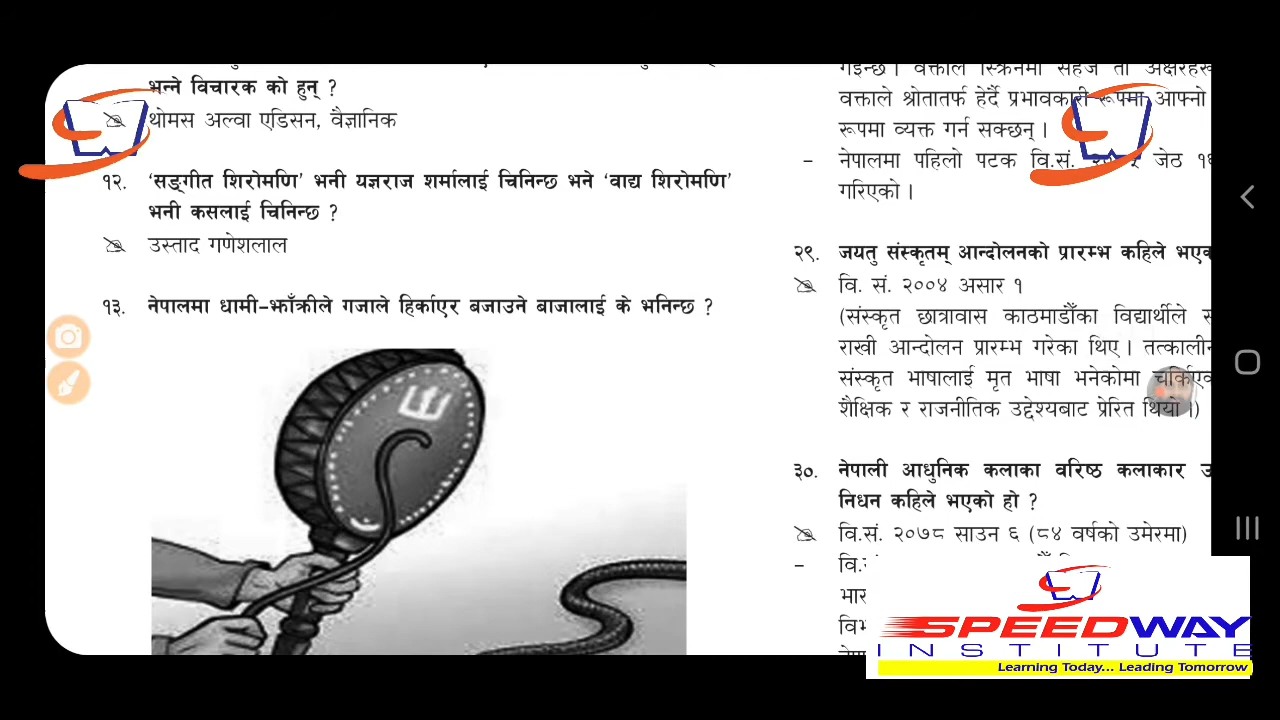 भन्ने विचारक को हुन् ?
थोमस अल्वा एडिसन, वैज्ञानिक
१२. ‘सङ्गीत शिरोमणि’ भनी यज्ञराज शर्मालाई चिनिन्छ भने ‘वाद्य शिरोमणि’
भनी कसलाई चिनिन्छ ?
उस्ताद गणेशलाल
१३. नेपालमा धामी-झाँक्रीले गजाले हिर्काएर बजाउने बाजालाई के भनिन्छ ?
गइन्छ । वक्ताले स्क्रिनमा सहजै ती
वक्ताले श्रोतातर्फ हेर्दै प्रभावकारी रूपमा आफ्नो
रूपमा व्यक्त गर्न सक्छन् ।
– नेपालमा पहिलो पटक वि.सं. जेठ
गरिएको ।
२९. जयतु संस्कृतम् आन्दोलनको प्रारम्भ कहिले
वि. सं. २००४ असार १
(संस्कृत छात्रावास काठमाडौँका विद्यार्थीले
राखी आन्दोलन प्रारम्भ गरेका थिए ।
संस्कृत भाषालाई मृत भाषा भनेकोमा
शैक्षिक र राजनीतिक उद्देश्यबाट प्रेरित थियो ।)
३०. नेपाली आधुनिक कलाका वरिष्ठ कलाकार
निधन कहिले भएको हो ?
वि.सं. २०७८ साउन ६ (८४ वर्षको उमेरमा)
–
SPEEDWAY
INSTITUTE
Learning Today... Leading Tomorrow